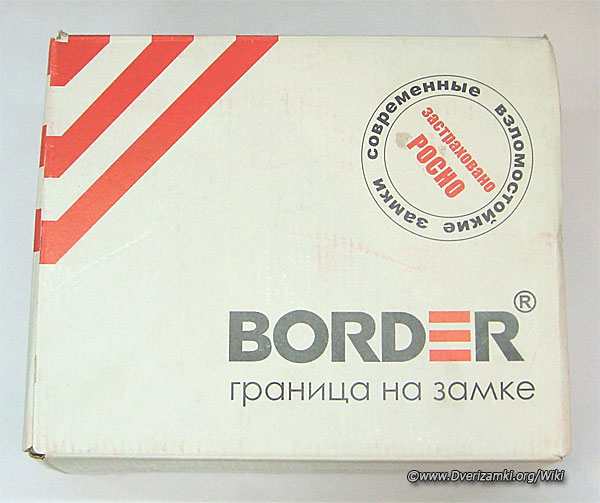 современные взломостойкие замки
застраховано
РОСНО
BORDER®
граница на замке
©www.Dverizamki.org/Wiki